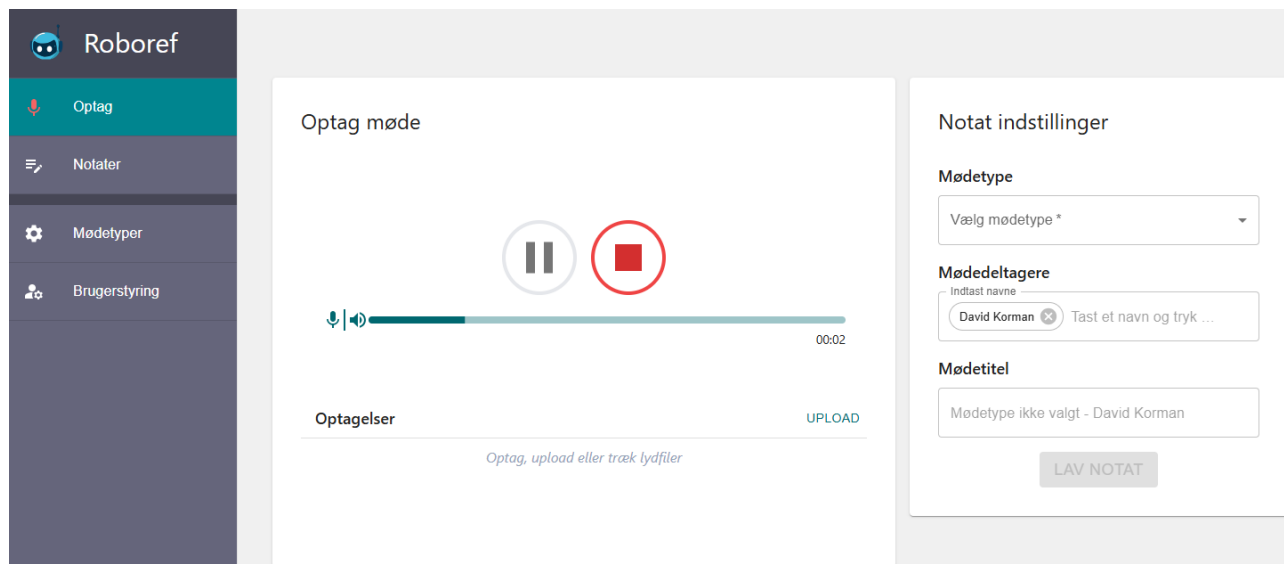 Roboref
Optag
Notater
Mødetyper
Brugerstyring
Optag møde
00:02
Optagelser
UPLOAD
Optag, upload eller træk lydfiler
Notat indstillinger
Mødetype
Vælg mødetype *
Mødedeltagere
Indtast navne
David Korman Tast et navn og tryk ...
Mødetitel
Mødetype ikke valgt - David Korman
LAV NOTAT